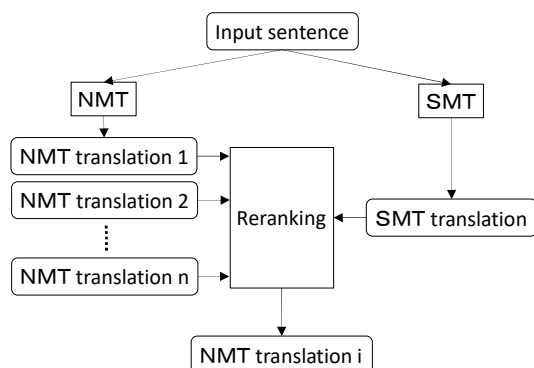 Input sentence
NMT
SMT
NMT translation 1
NMT translation 2
Reranking
SMT translation
NMT translation n
NMT translation i